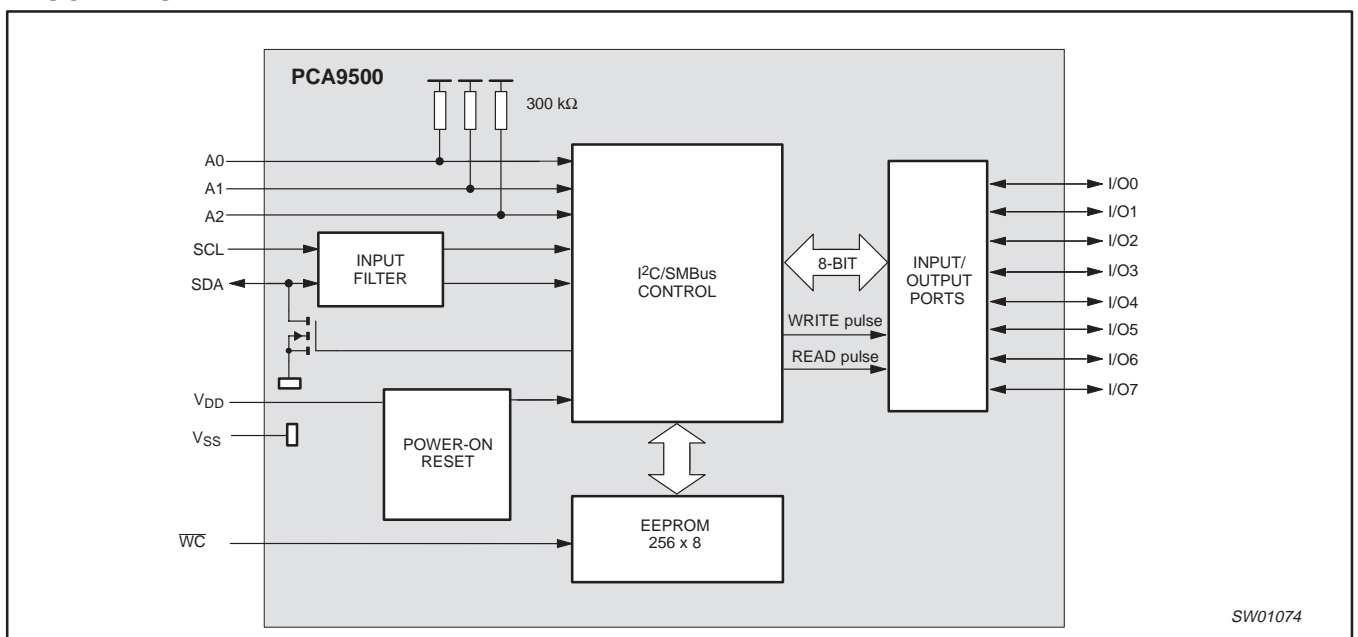 PCA9500
300 kΩ
A0
A1
A2
SCL
SDA
INPUT
FILTER
I2C/SMBus
CONTROL
8-BIT
WRITE pulse
READ pulse
INPUT/
OUTPUT
PORTS
I/O0
I/O1
I/O2
I/O3
I/O4
I/O5
I/O6
I/O7
VDD
VSS
POWER-ON
RESET
WC
EEPROM
256 x 8
SW01074